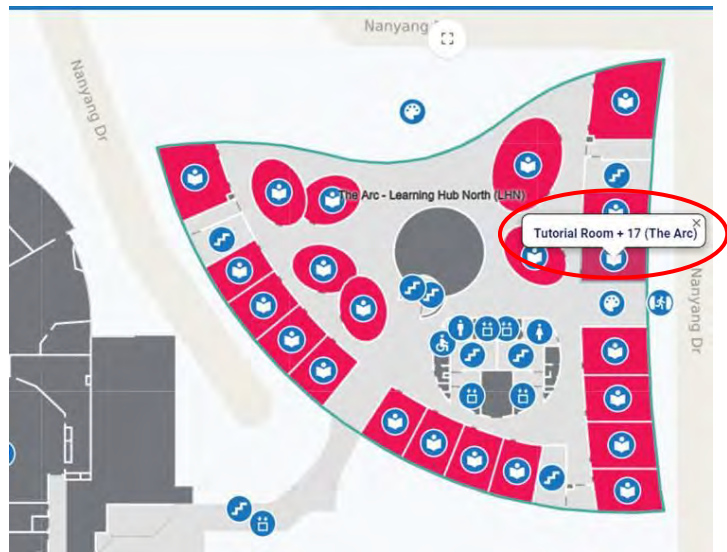 Nanyang
Nanyang Dr
The Arc - Learning Hub North (LHN)
Tutorial Room + 17 (The Arc)
×
Nanyang Dr